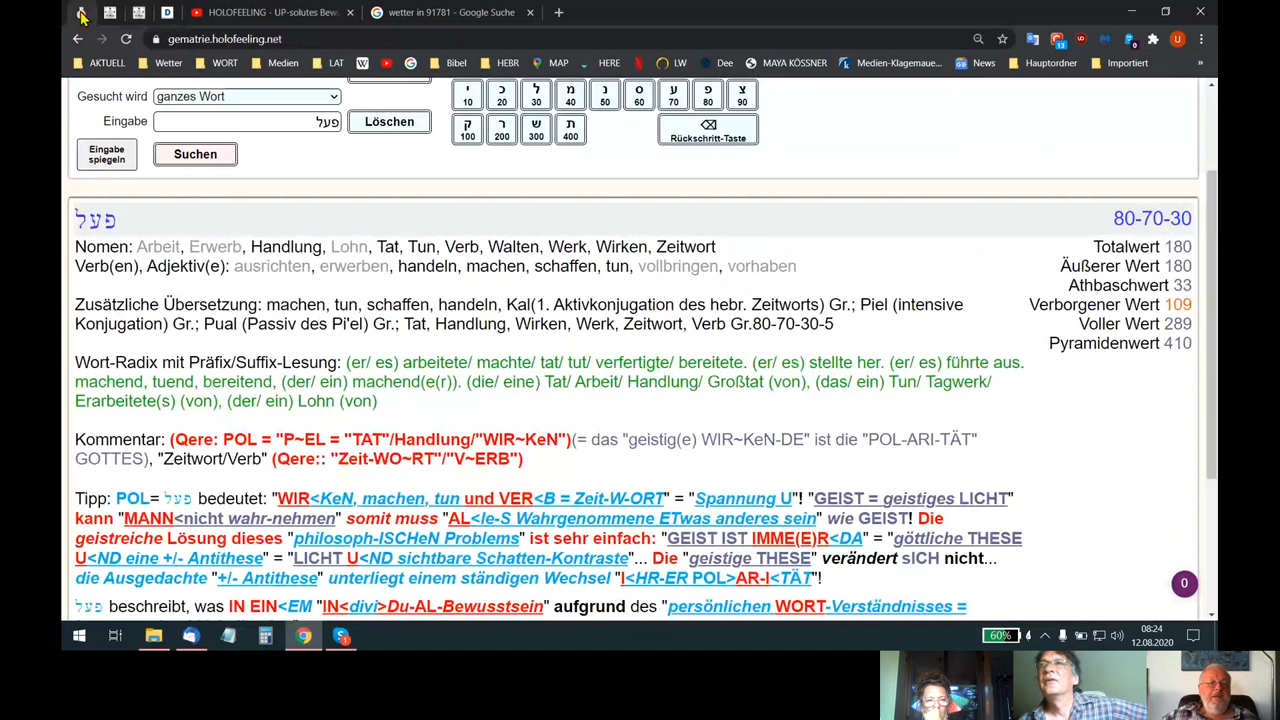 HOLOFEELING - UP-solutes Bew
wetter in 91781 - Google Suche
gematrie.holofeeling.net
AKTUELL Wetter WORT Medien LAT Bibel HEBR MAP HERE LW Dee MAYA KÖSSNER Medien-Klagemaue... News Hauptordner Importiert
Gesucht wird ganzes Wort
Eingabe פעל Löschen
Eingabe spiegeln Suchen
י 10 כ 20 ל 30 מ 40 נ 50 ס 60 ע 70 פ 80 צ 90
ק 100 ר 200 ש 300 ת 400 Rückschritt-Taste
פעל 80-70-30
Nomen: Arbeit, Erwerb, Handlung, Lohn, Tat, Tun, Verb, Walten, Werk, Wirken, Zeitwort
Verb(en), Adjektiv(e): ausrichten, erwerben, handeln, machen, schaffen, tun, vollbringen, vorhaben
Totalwert 180
Äußerer Wert 180
Athbaschwert 33
Verborgener Wert 109
Voller Wert 289
Pyramidenwert 410
Zusätzliche Übersetzung: machen, tun, schaffen, handeln, Kal(1. Aktivkonjugation des hebr. Zeitworts) Gr.; Piel (intensive
Konjugation) Gr.; Pual (Passiv des Pi'el) Gr.; Tat, Handlung, Wirken, Werk, Zeitwort, Verb Gr.80-70-30-5
Wort-Radix mit Präfix/Suffix-Lesung: (er/ es) arbeitete/ machte/ tat/ tut/ verfertigte/ bereitete. (er/ es) stellte her. (er/ es) führte aus.
machend, tuend, bereitend, (der/ ein) machend(e(r)). (die/ eine) Tat/ Arbeit/ Handlung/ Großtat (von), (das/ ein) Tun/ Tagwerk/
Erarbeitete(s) (von), (der/ ein) Lohn (von)
Kommentar: (Qere: POL = "P~EL = "TAT"/Handlung/"WIR~KeN")(= das "geistig(e) WIR~KeN-DE" ist die "POL-ARI-TÄT"
GOTTES), "Zeitwort/Verb" (Qere:: "Zeit-WO~RT"/"V~ERB")
Tipp: POL= פעל bedeutet: "WIR<KeN, machen, tun und VER<B = Zeit-W-ORT" = "Spannung U"! "GEIST = geistiges LICHT"
kann "MANN<nicht wahr-nehmen" somit muss "AL<le-S Wahrgenommene ETwas anderes sein" wie GEIST! Die
geistreiche Lösung dieses "philosoph-ISCHeN Problems" ist sehr einfach: "GEIST IST IMME(E)R<DA" = "göttliche THESE
U<ND eine +/- Antithese" = "LICHT U<ND sichtbare Schatten-Kontraste"... Die "geistige THESE" verändert sICH nicht...
die Ausgedachte "+/- Antithese" unterliegt einem ständigen Wechsel "I<HR-ER POL>AR-I<TÄT"!
פעל beschreibt, was IN EIN<EM "IN<divi>Du-AL-Bewusstsein" aufgrund des "persönlichen WORT-Verständnisses =
0
60% 08:24
12.08.2020